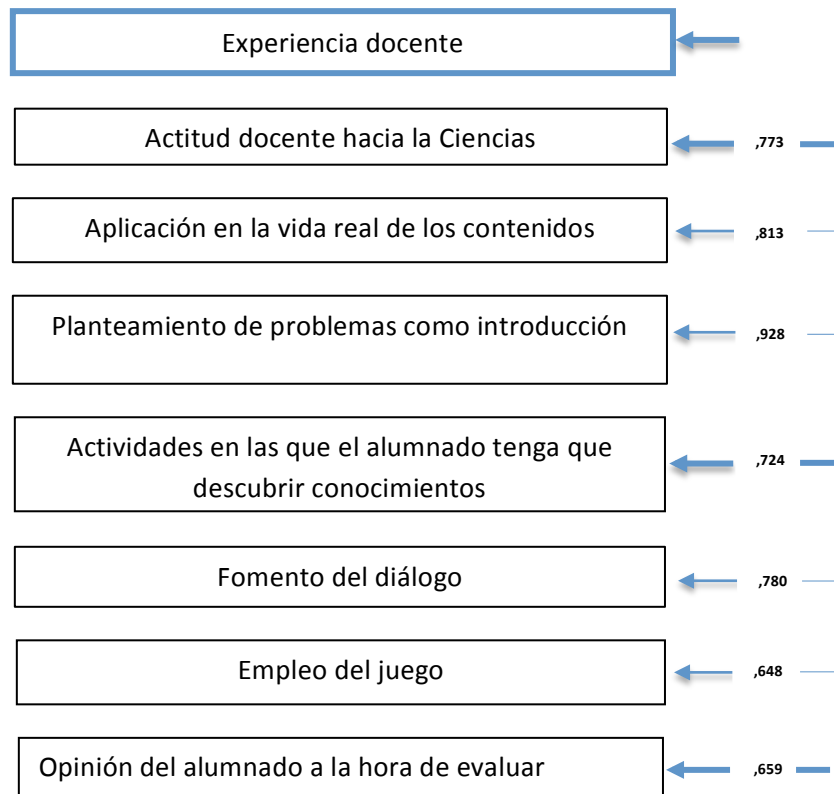 Experiencia docente
Actitud docente hacia la Ciencias
,773
Aplicación en la vida real de los contenidos
,813
Planteamiento de problemas como introducción
,928
Actividades en las que el alumnado tenga que
descubrir conocimientos
,724
Fomento del diálogo
,780
Empleo del juego
,648
Opinión del alumnado a la hora de evaluar
,659